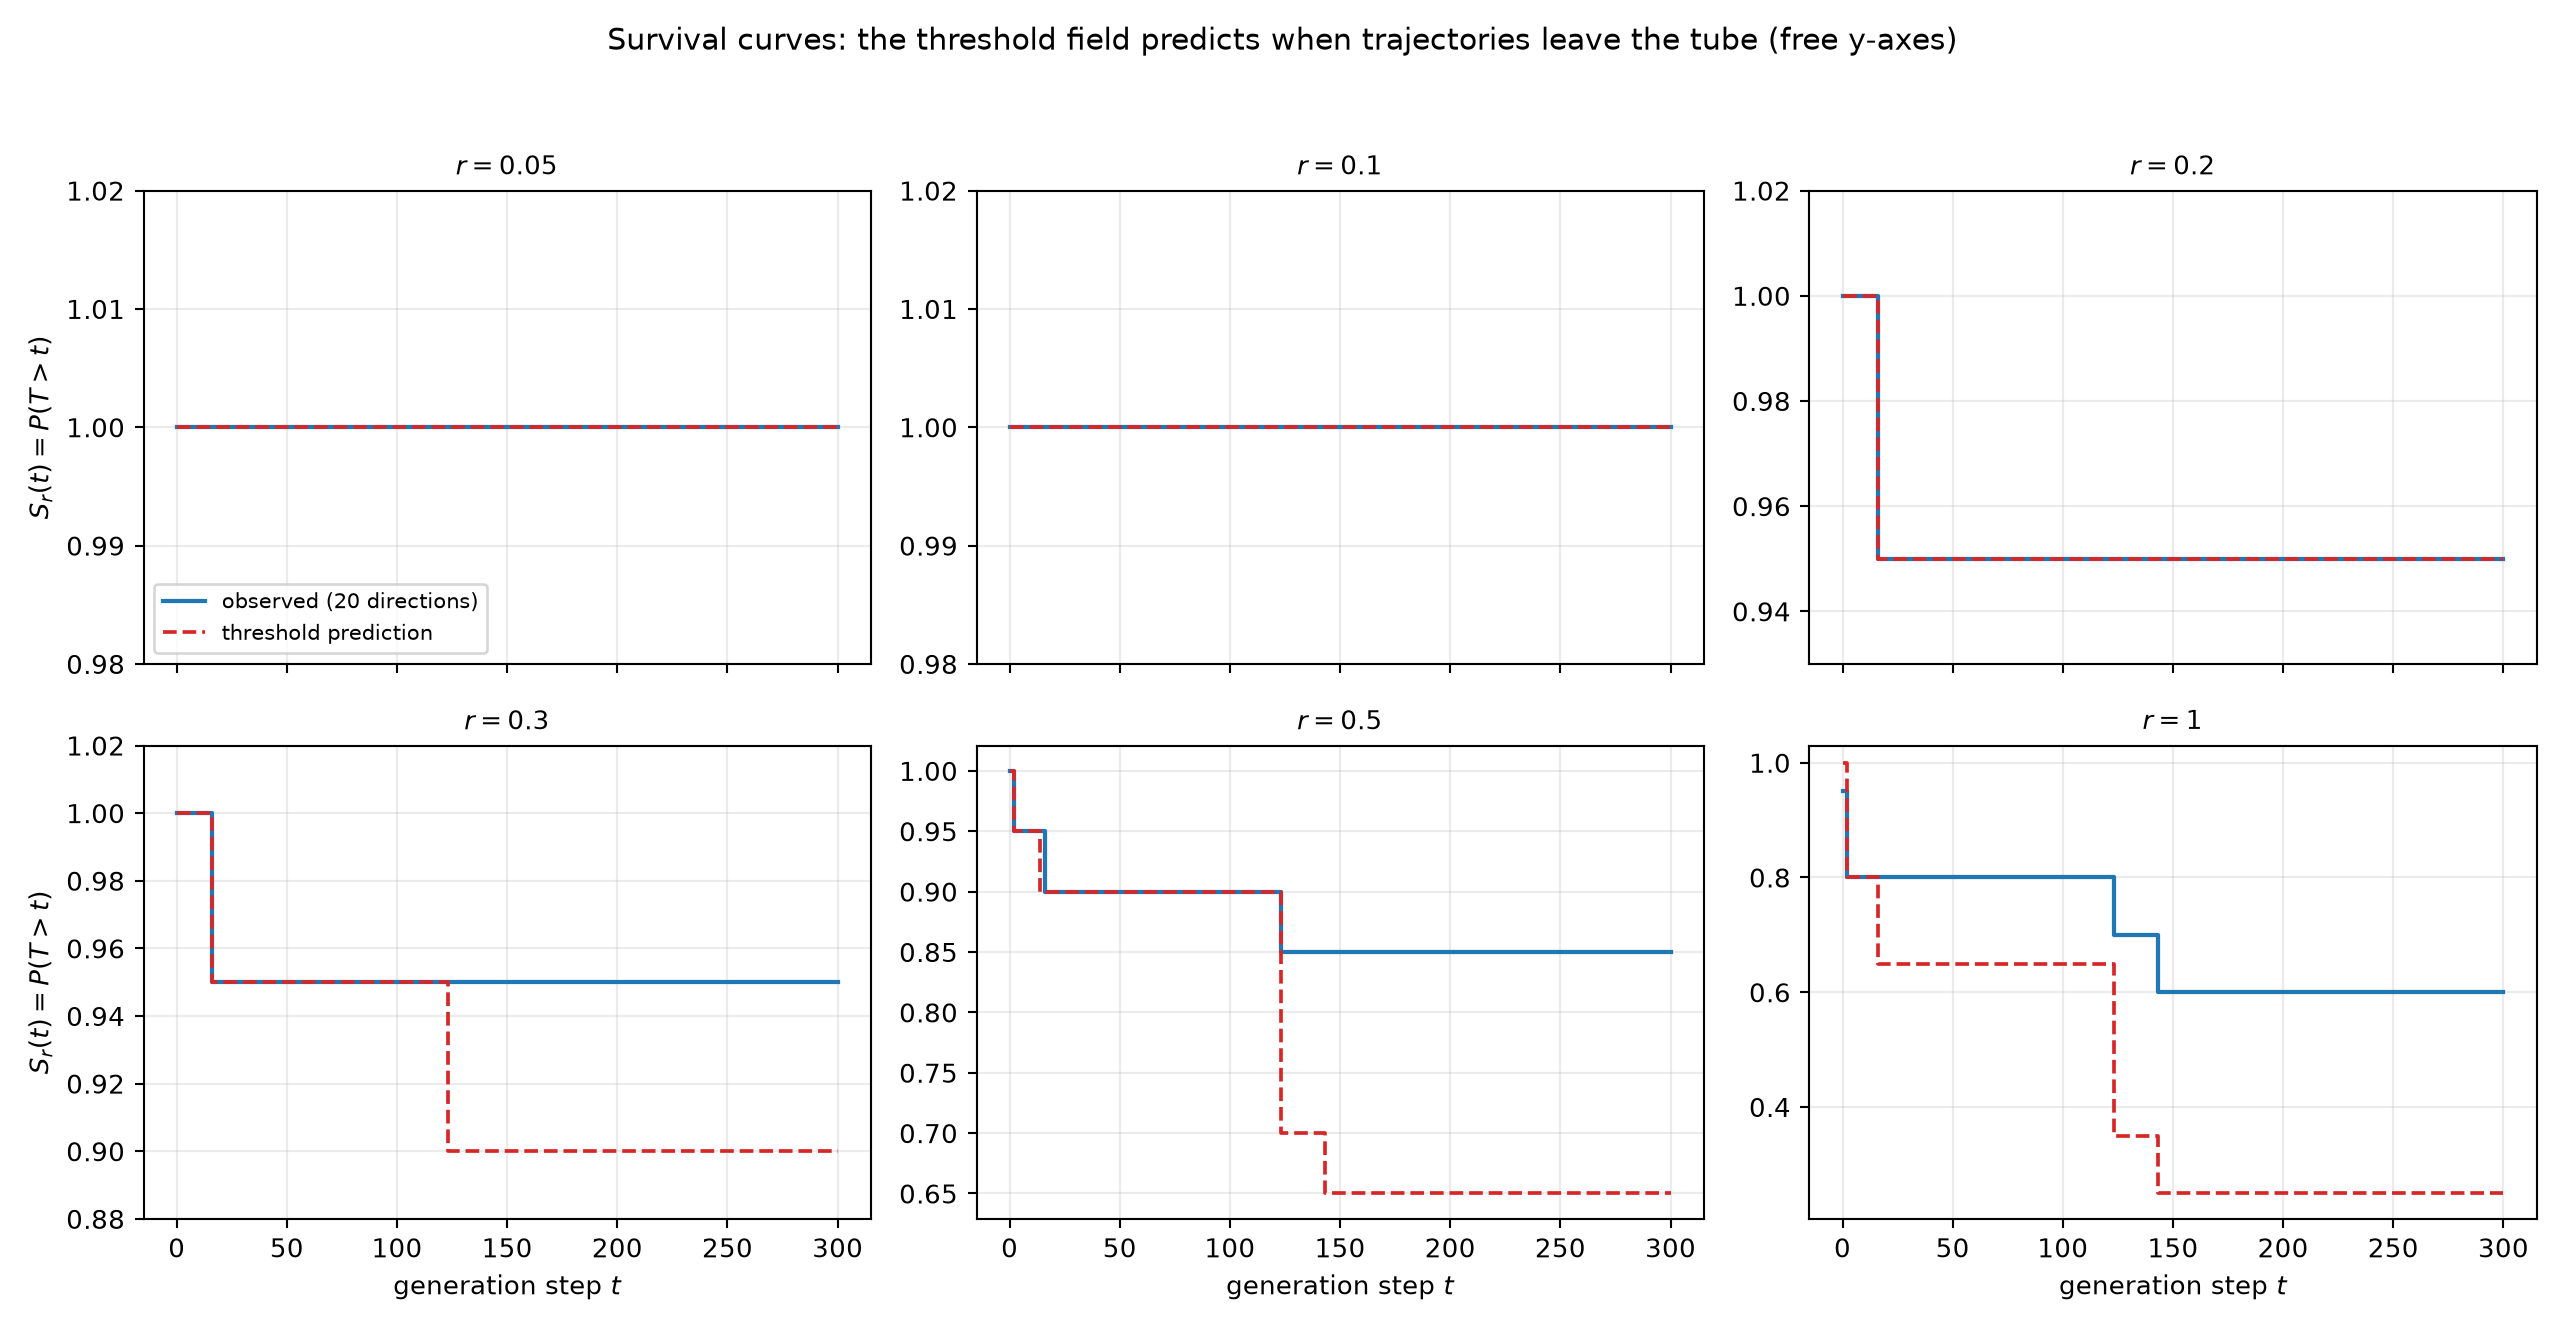 Survival curves: the threshold field predicts when trajectories leave the tube (free y-axes)
r = 0.05
r = 0.1
r = 0.2
1.02
1.01
1.00
0.99
0.98
S_r(t) = P(T > t)
observed (20 directions)
threshold prediction
1.02
1.01
1.00
0.99
0.98
1.02
1.00
0.98
0.96
0.94
r = 0.3
r = 0.5
r = 1
1.02
1.00
0.98
0.96
0.94
0.92
0.90
0.88
S_r(t) = P(T > t)
0 50 100 150 200 250 300
generation step t
1.00
0.95
0.90
0.85
0.80
0.75
0.70
0.65
0 50 100 150 200 250 300
generation step t
1.0
0.8
0.6
0.4
0 50 100 150 200 250 300
generation step t